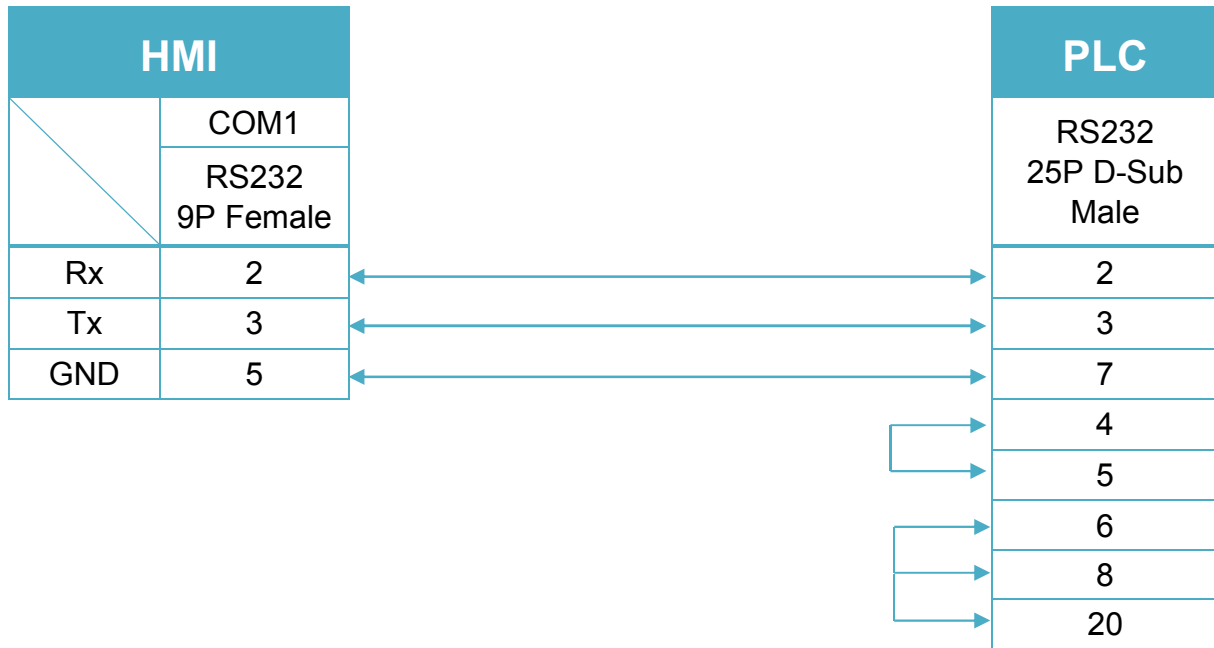 HMI
COM1
RS232
9P Female
Rx 2
Tx 3
GND 5
PLC
RS232
25P D-Sub
Male
2
3
7
4
5
6
8
20